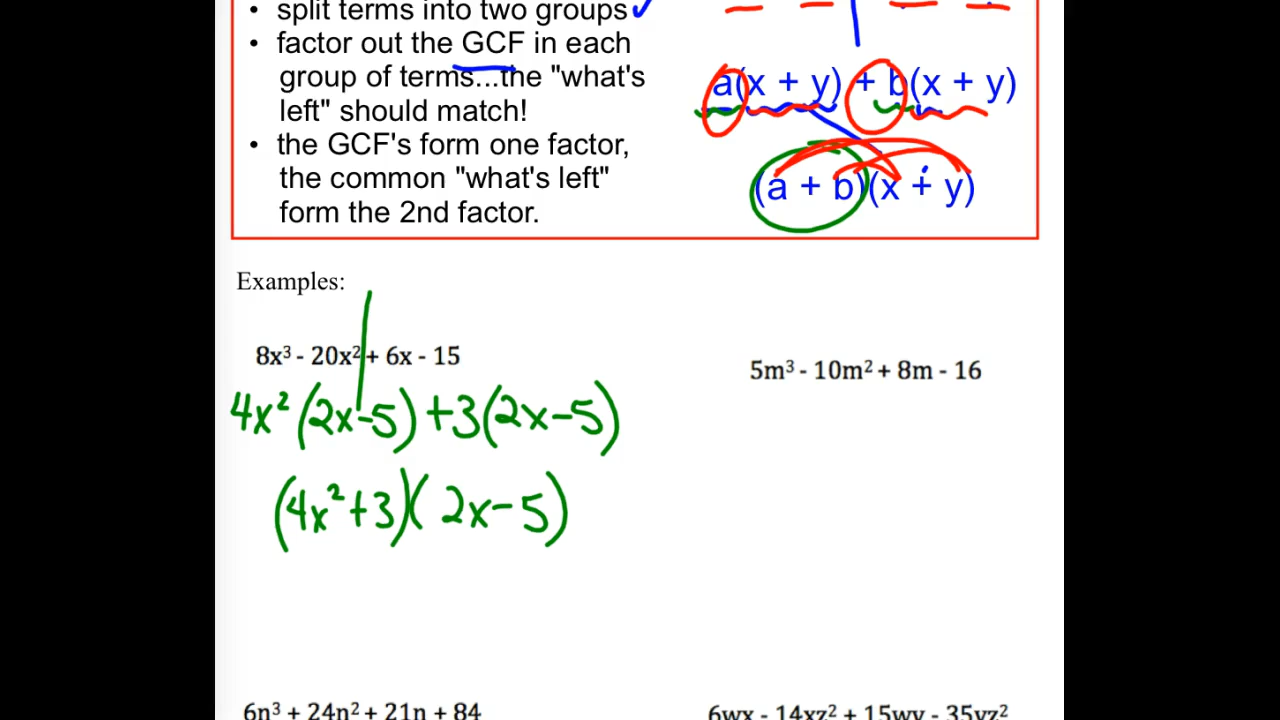 • split terms into two groups
• factor out the GCF in each
group of terms...the "what's
left" should match!
• the GCF's form one factor,
the common "what's left"
form the 2nd factor.
a(x + y) + b(x + y)
(a + b)(x + y)
Examples:
8x³ - 20x² + 6x - 15
4x² (2x-5) +3(2x-5)
(4x²+3)(2x-5)
5m³ - 10m² + 8m - 16
6n³ + 24n² + 21n + 84
6wx - 14xz² + 15wy - 35yz²